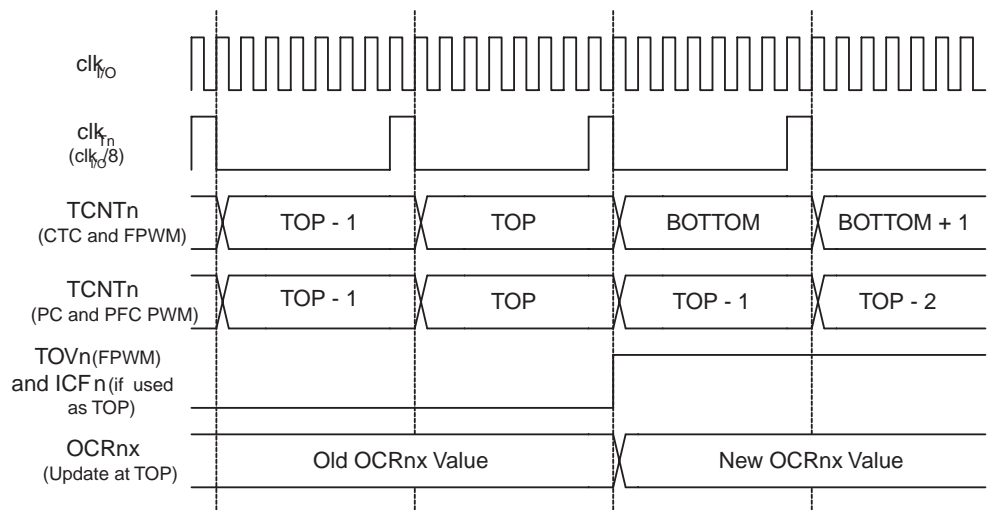 clkI/O
clkTn
(clkI/O/8)
TCNTn
(CTC and FPWM)
TOP - 1
TOP
BOTTOM
BOTTOM + 1
TCNTn
(PC and PFC PWM)
TOP - 1
TOP
TOP - 1
TOP - 2
TOVn(FPWM)
and ICFn(if used
as TOP)
OCRnx
(Update at TOP)
Old OCRnx Value
New OCRnx Value